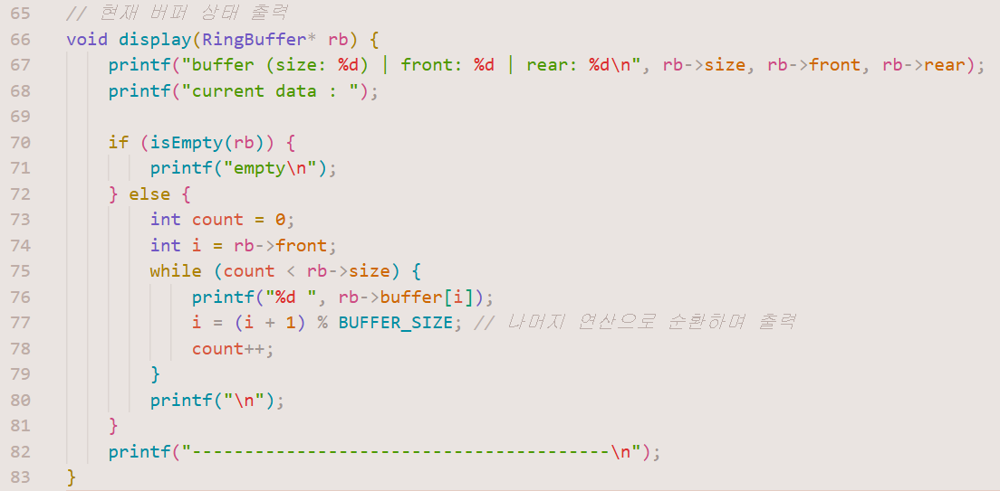 65 // 현재 버퍼 상태 출력
66 void display(RingBuffer* rb) {
67     printf("buffer (size: %d) | front: %d | rear: %d\n", rb->size, rb->front, rb->rear);
68     printf("current data : ");
69
70     if (isEmpty(rb)) {
71         printf("empty\n");
72     } else {
73         int count = 0;
74         int i = rb->front;
75         while (count < rb->size) {
76             printf("%d ", rb->buffer[i]);
77             i = (i + 1) % BUFFER_SIZE; // 나머지 연산으로 순환하며 출력
78             count++;
79         }
80         printf("\n");
81     }
82     printf("----------------------------------------\n");
83 }